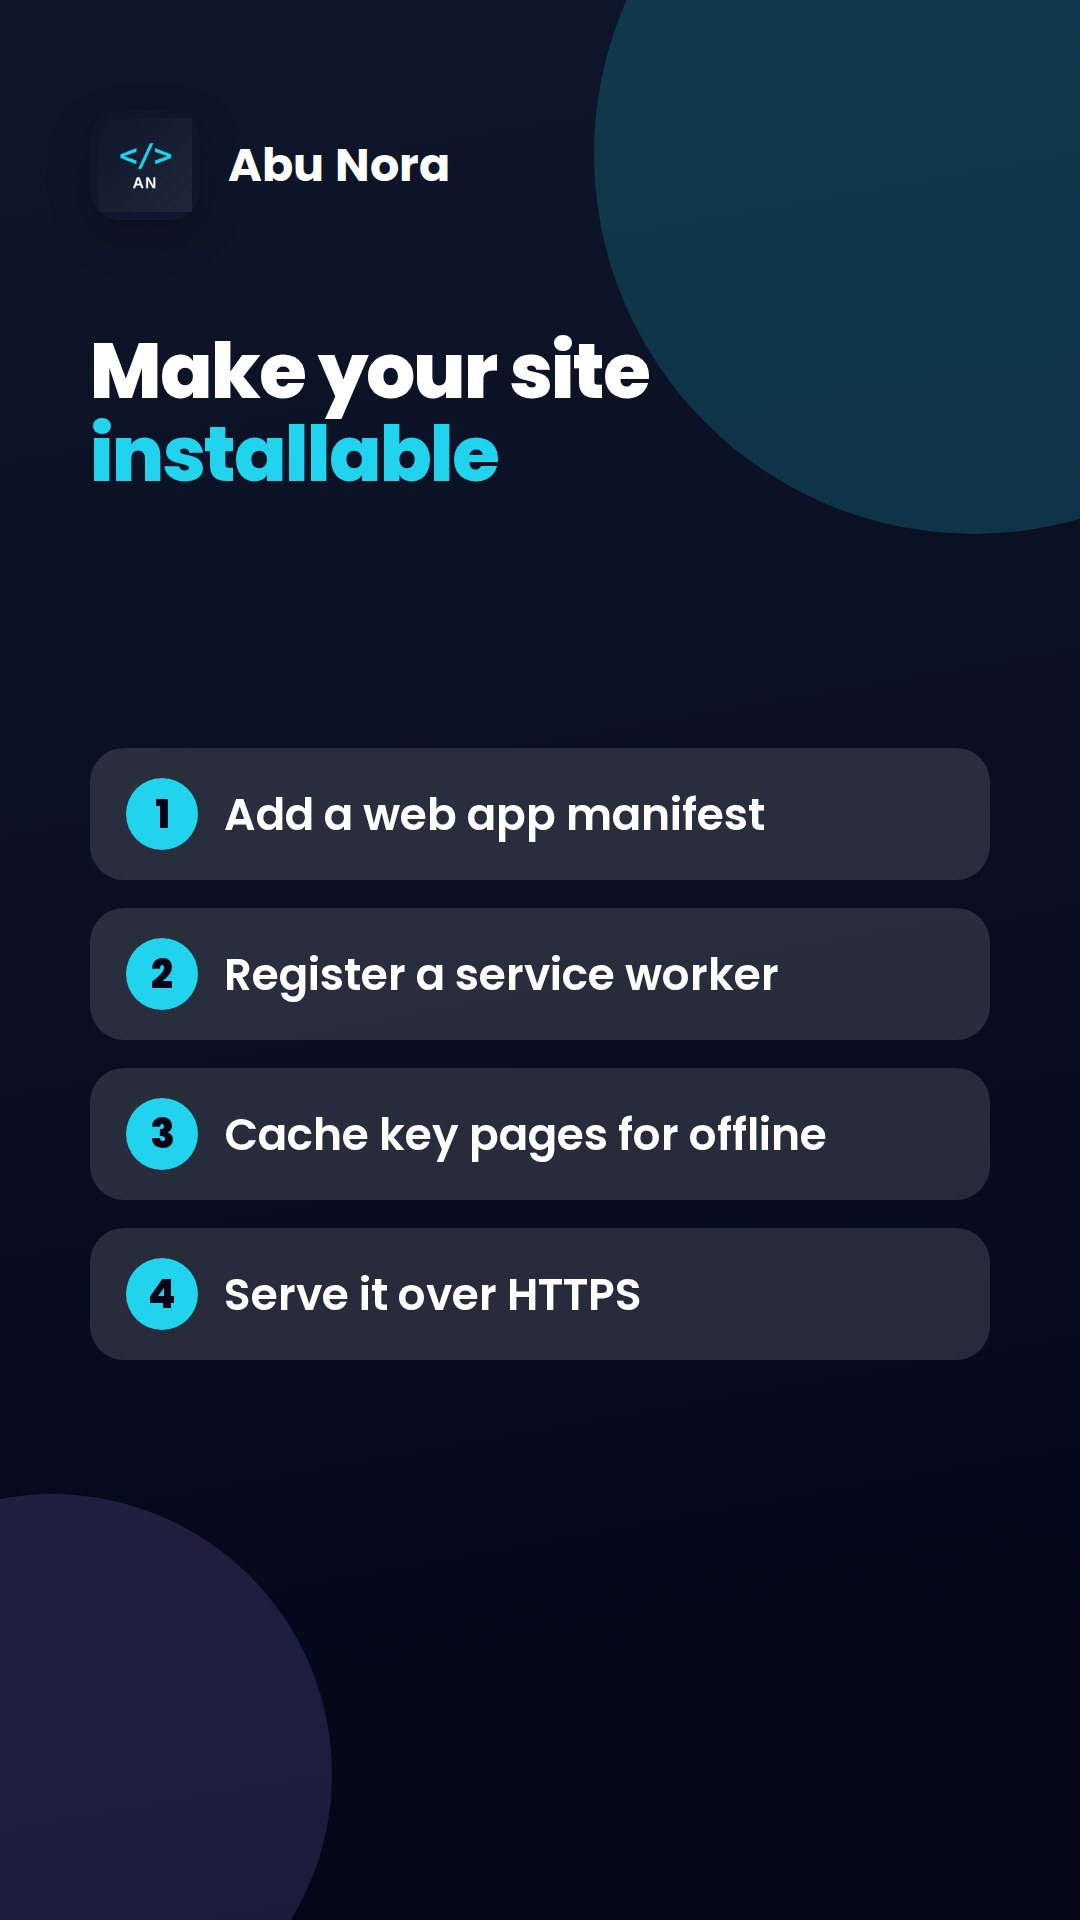 </>
AN
Abu Nora
Make your site
installable
1 Add a web app manifest
2 Register a service worker
3 Cache key pages for offline
4 Serve it over HTTPS